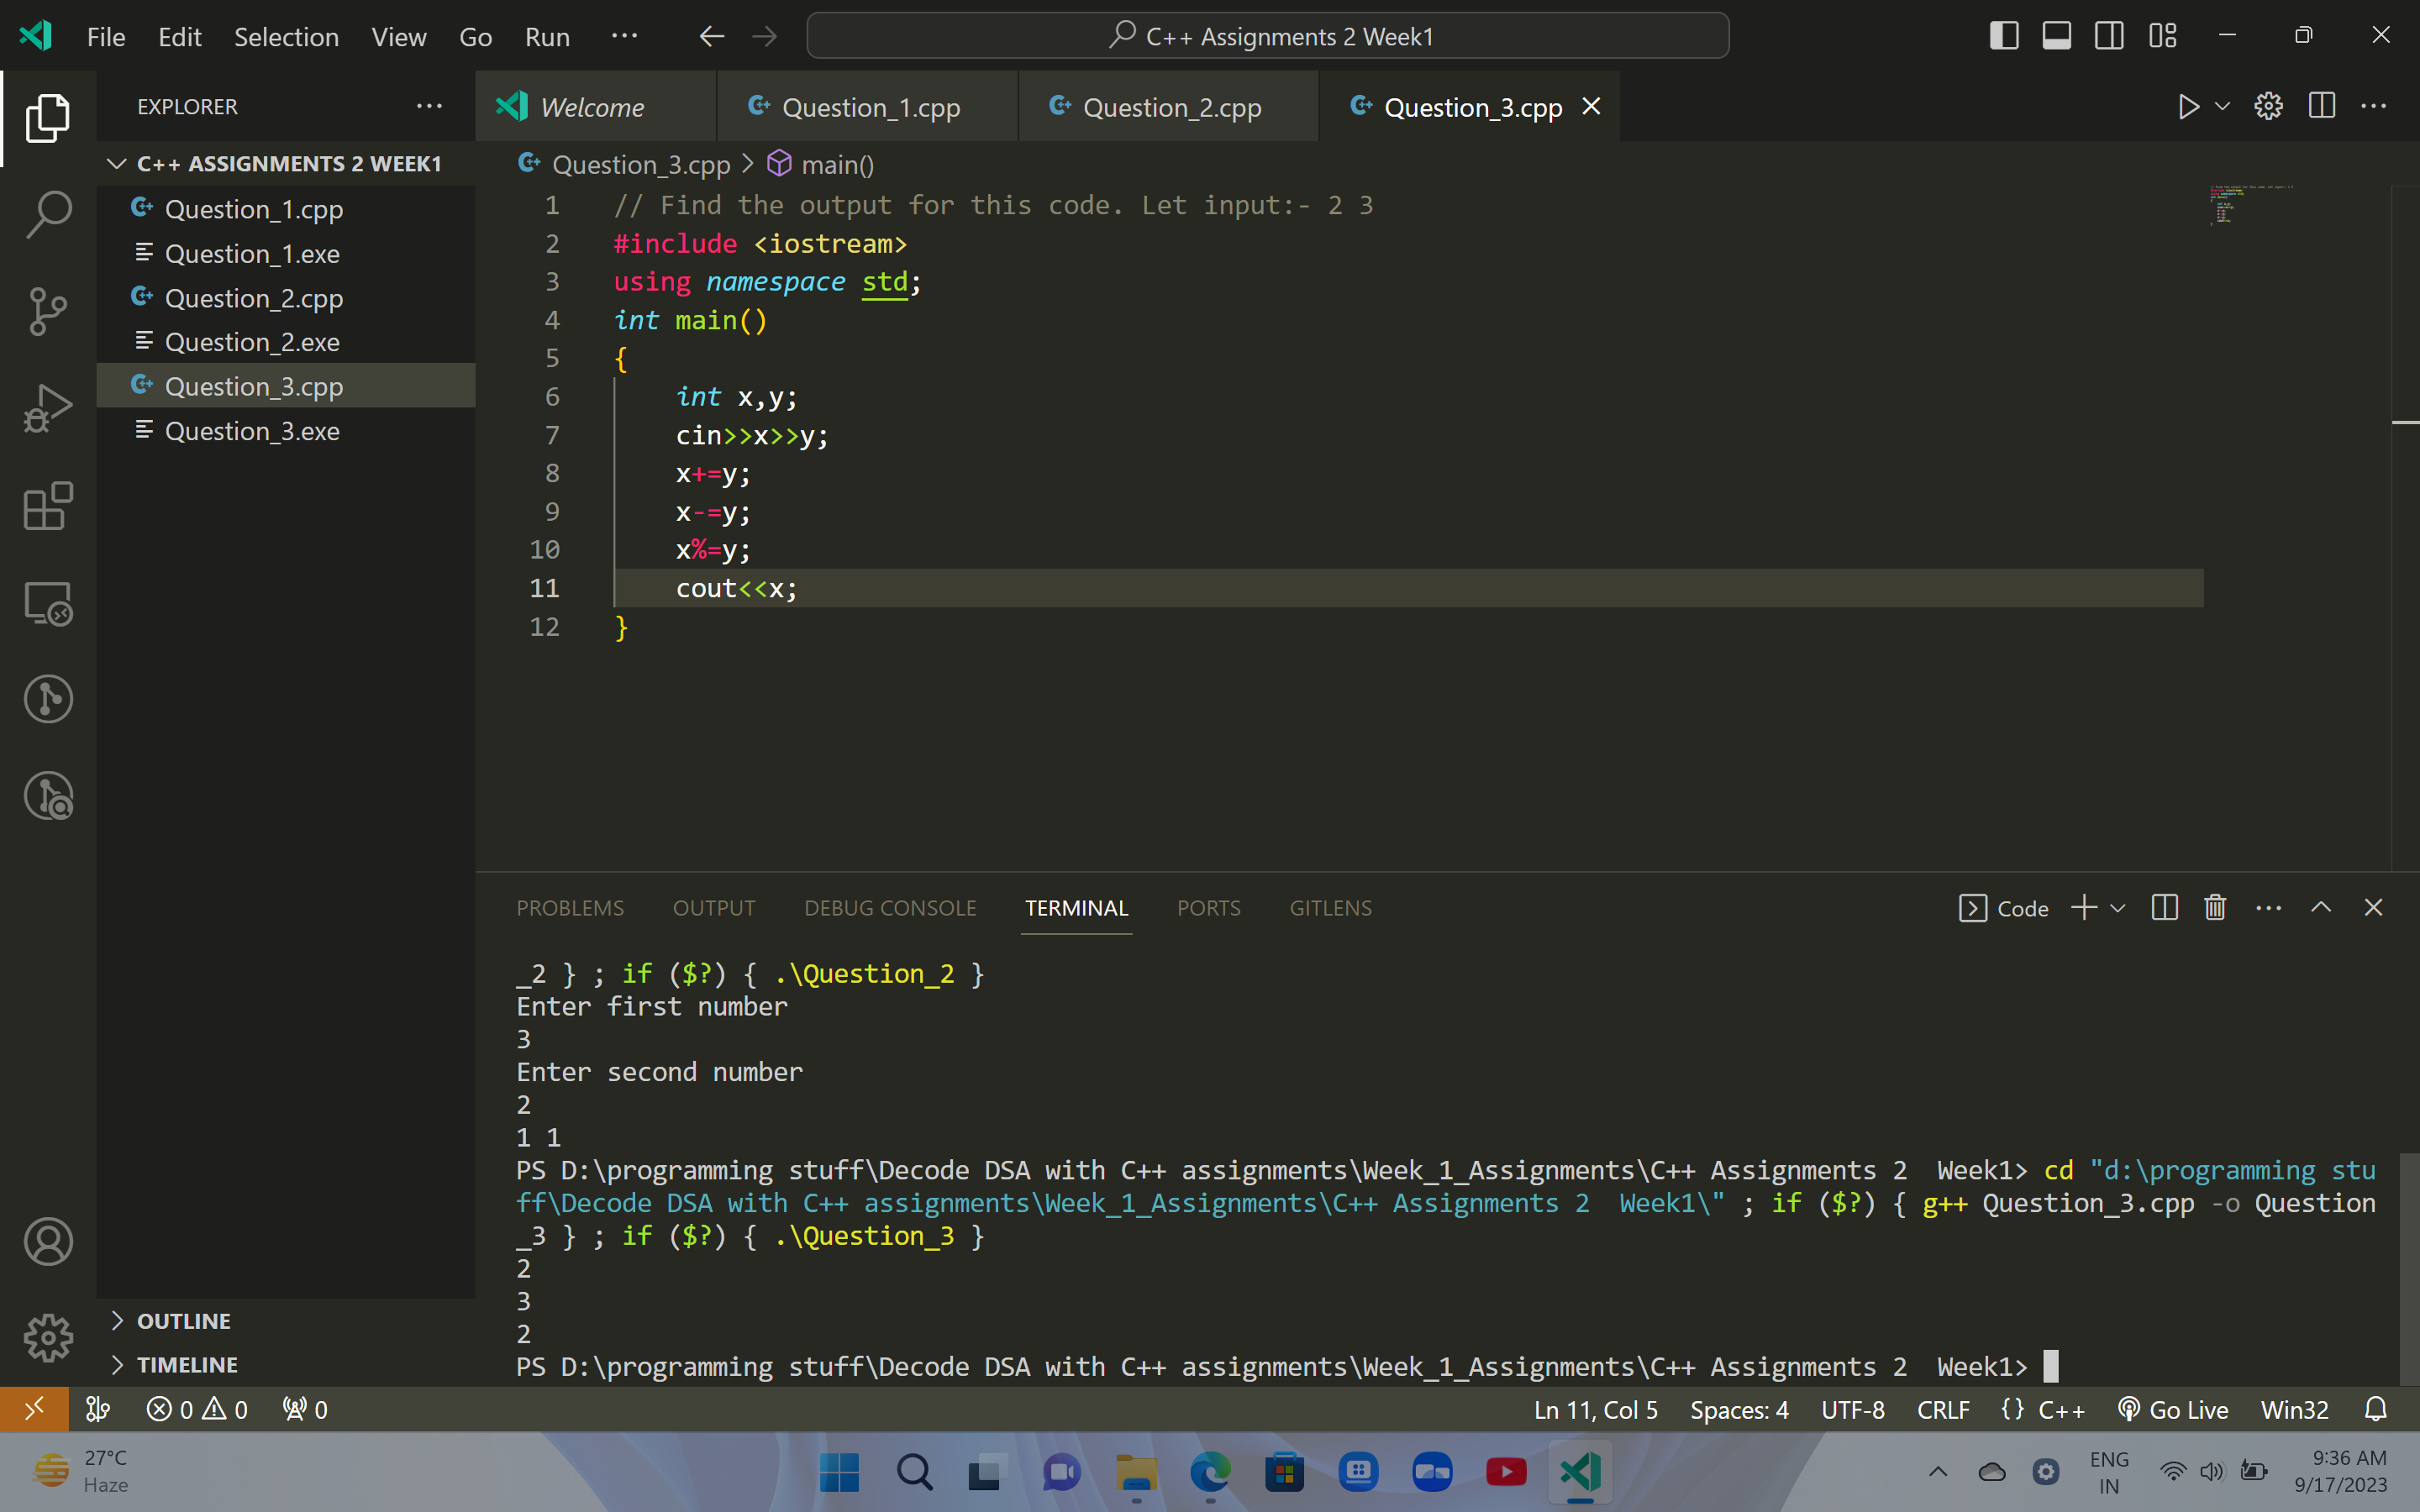 File Edit Selection View Go Run ··· C++ Assignments 2 Week1
EXPLORER ···
Welcome
Question_1.cpp
Question_2.cpp
Question_3.cpp
C++ ASSIGNMENTS 2 WEEK1
Question_1.cpp
Question_1.exe
Question_2.cpp
Question_2.exe
Question_3.cpp
Question_3.exe
OUTLINE
TIMELINE
Question_3.cpp > main()
1 // Find the output for this code. Let input:- 2 3
2 #include <iostream>
3 using namespace std;
4 int main()
5 {
6 int x,y;
7 cin>>x>>y;
8 x+=y;
9 x-=y;
10 x%=y;
11 cout<<x;
12 }
PROBLEMS OUTPUT DEBUG CONSOLE TERMINAL PORTS GITLENS
Code
_2 } ; if ($?) { .\Question_2 }
Enter first number
3
Enter second number
2
1 1
PS D:\programming stuff\Decode DSA with C++ assignments\Week_1_Assignments\C++ Assignments 2  Week1> cd "d:\programming stu
ff\Decode DSA with C++ assignments\Week_1_Assignments\C++ Assignments 2  Week1\" ; if ($?) { g++ Question_3.cpp -o Question
_3 } ; if ($?) { .\Question_3 }
2
3
2
PS D:\programming stuff\Decode DSA with C++ assignments\Week_1_Assignments\C++ Assignments 2  Week1>
0 0 0 Ln 11, Col 5 Spaces: 4 UTF-8 CRLF {} C++ Go Live Win32
27°C
Haze
ENG
IN
9:36 AM
9/17/2023